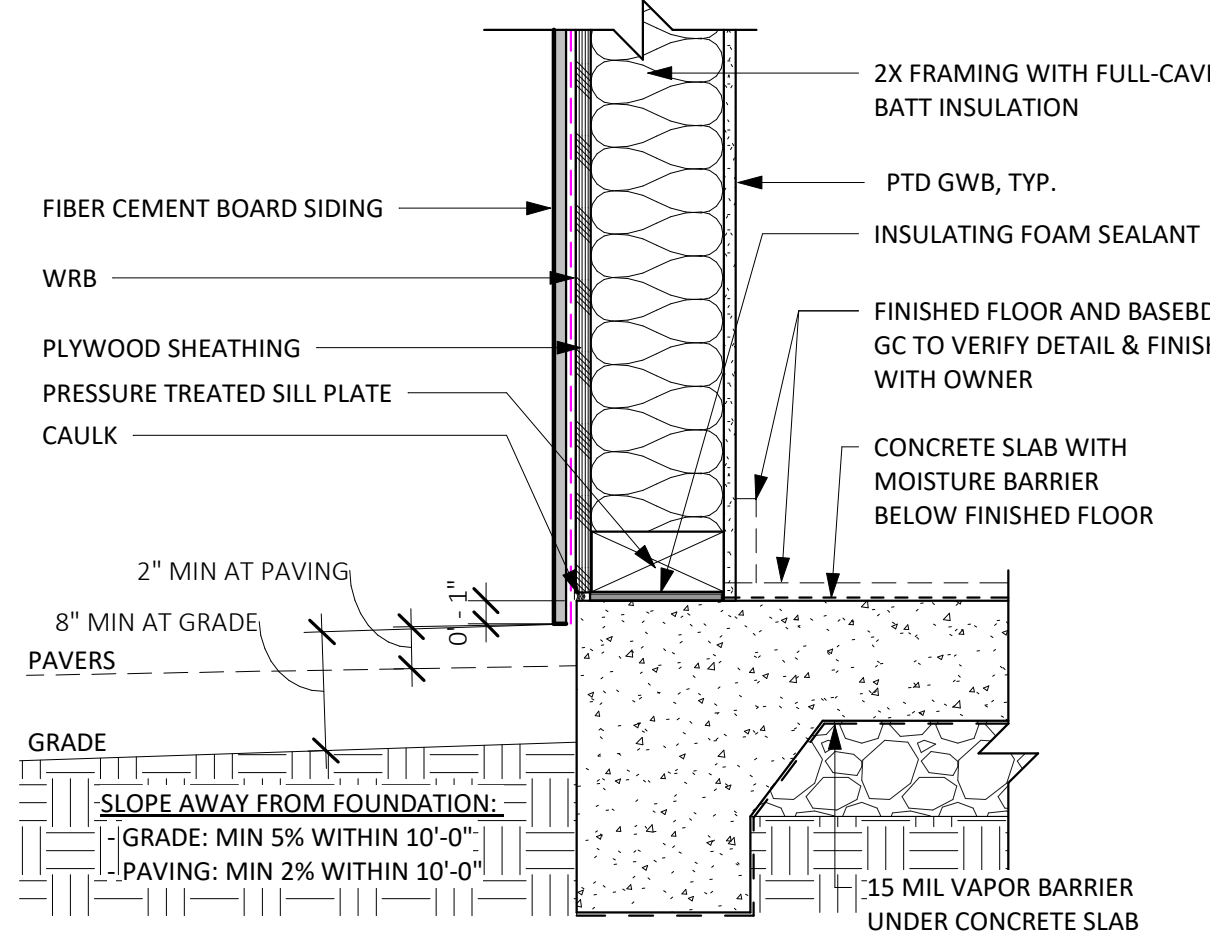 2X FRAMING WITH FULL-CAVI
BATT INSULATION
PTD GWB, TYP.
INSULATING FOAM SEALANT
FINISHED FLOOR AND BASEBD
GC TO VERIFY DETAIL & FINISH
WITH OWNER
CONCRETE SLAB WITH
MOISTURE BARRIER
BELOW FINISHED FLOOR
FIBER CEMENT BOARD SIDING
WRB
PLYWOOD SHEATHING
PRESSURE TREATED SILL PLATE
CAULK
2" MIN AT PAVING
8" MIN AT GRADE
0' - 1"
PAVERS
GRADE
SLOPE AWAY FROM FOUNDATION:
- GRADE: MIN 5% WITHIN 10'-0"
- PAVING: MIN 2% WITHIN 10'-0"
15 MIL VAPOR BARRIER
UNDER CONCRETE SLAB